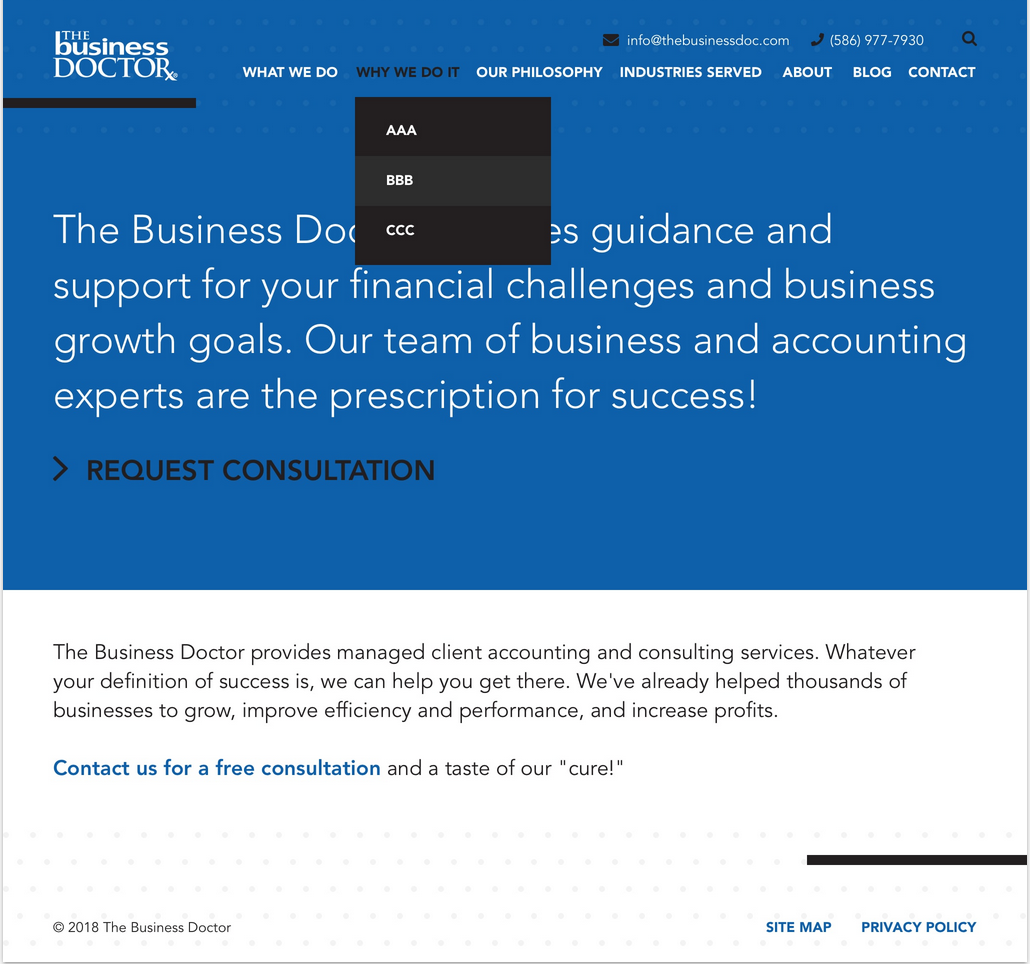 THE
business
DOCTORx®
info@thebusinessdoc.com (586) 977-7930
WHAT WE DO WHY WE DO IT OUR PHILOSOPHY INDUSTRIES SERVED ABOUT BLOG CONTACT
AAA
BBB
CCC
The Business Doc es guidance and
support for your financial challenges and business
growth goals. Our team of business and accounting
experts are the prescription for success!
REQUEST CONSULTATION
The Business Doctor provides managed client accounting and consulting services. Whatever
your definition of success is, we can help you get there. We've already helped thousands of
businesses to grow, improve efficiency and performance, and increase profits.
Contact us for a free consultation and a taste of our "cure!"
© 2018 The Business Doctor SITE MAP PRIVACY POLICY